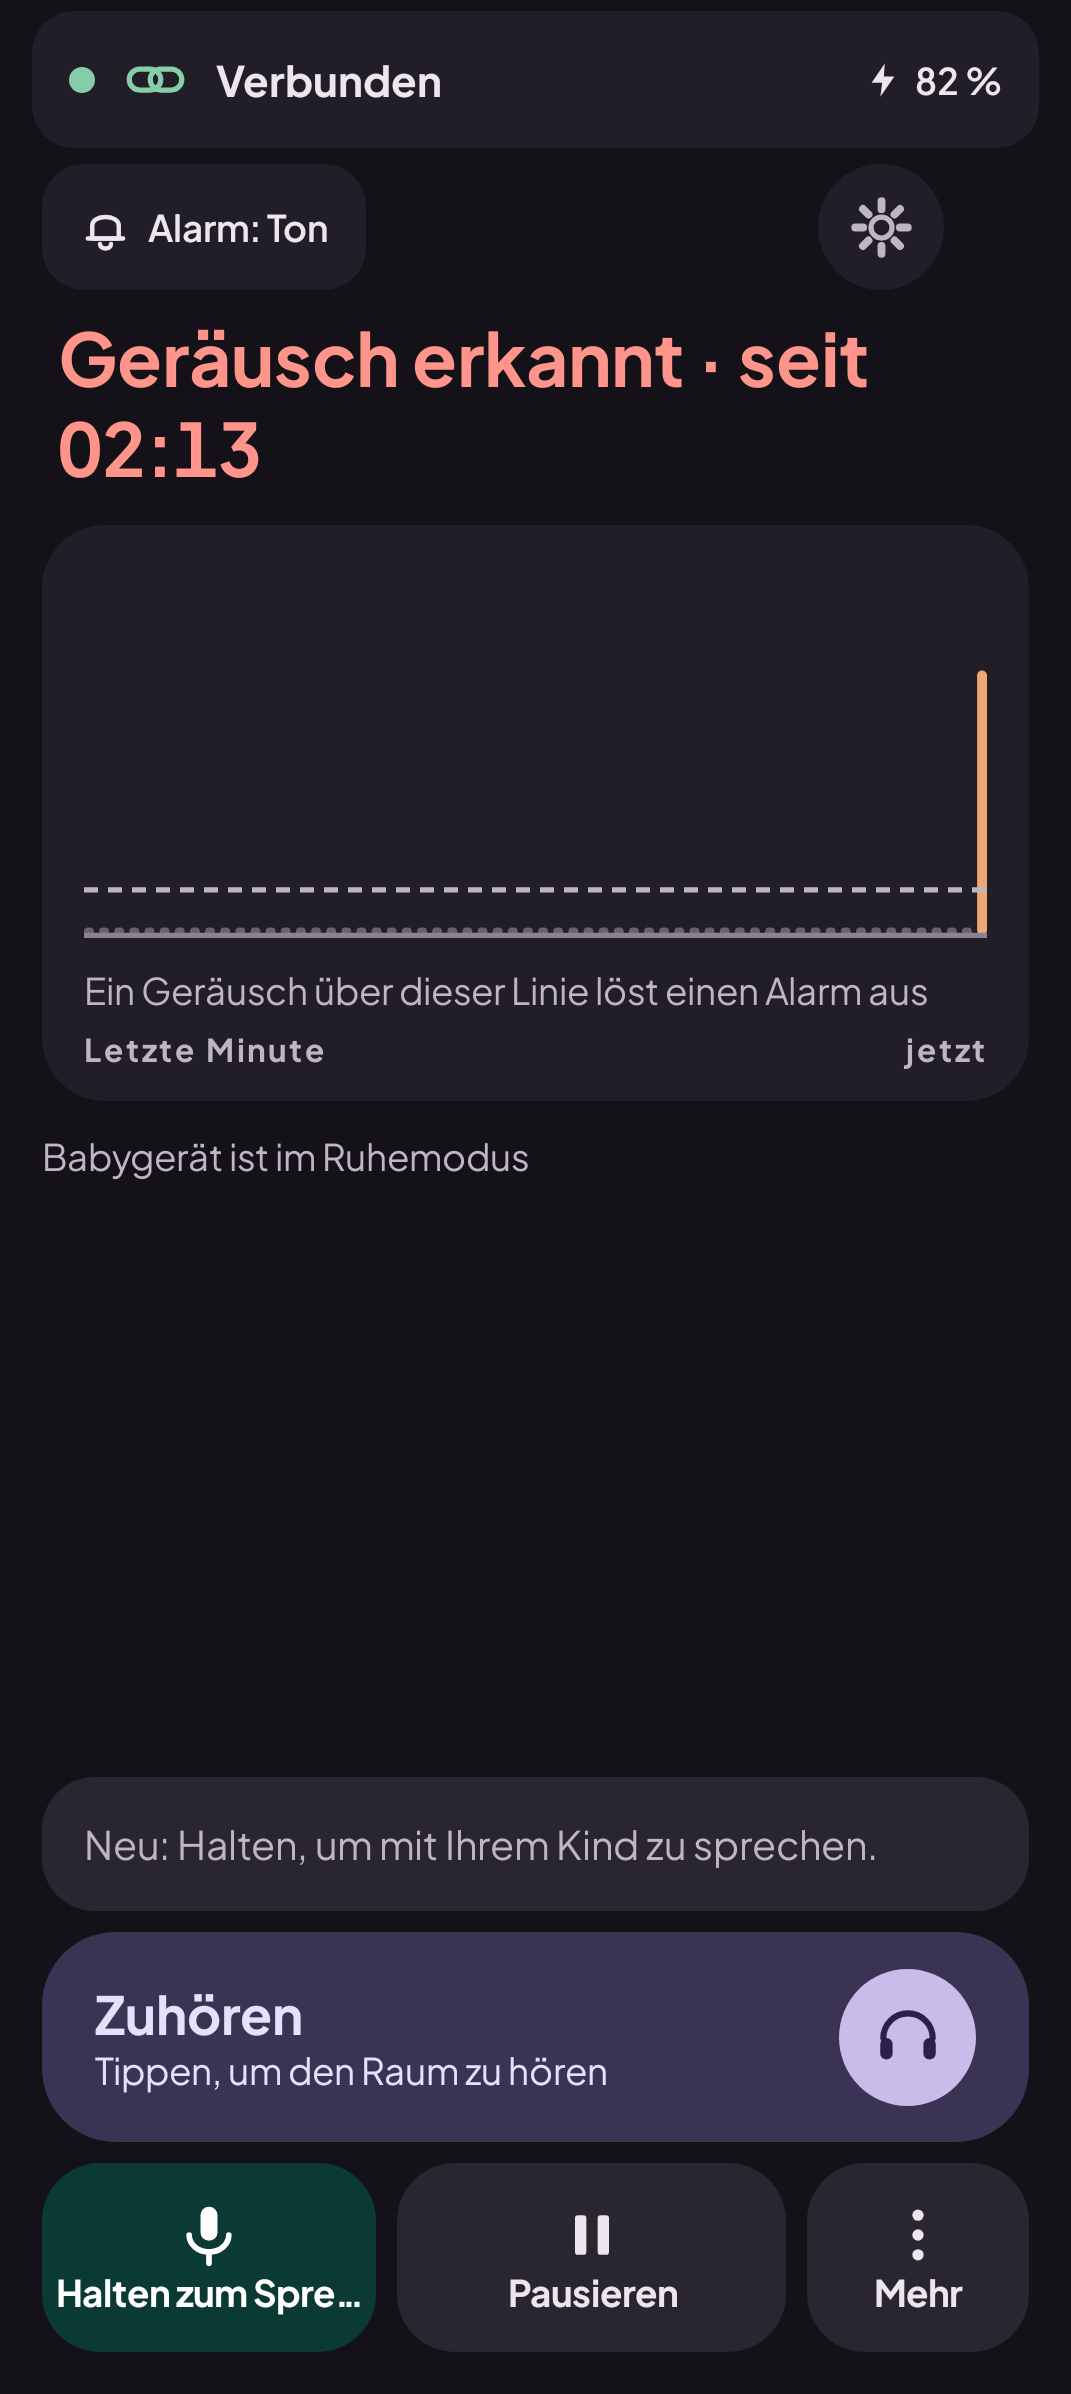 Verbunden
82 %
Alarm: Ton
Geräusch erkannt · seit
02:13
Ein Geräusch über dieser Linie löst einen Alarm aus
Letzte Minute
jetzt
Babygerät ist im Ruhemodus
Neu: Halten, um mit Ihrem Kind zu sprechen.
Zuhören
Tippen, um den Raum zu hören
Halten zum Spre…
Pausieren
Mehr